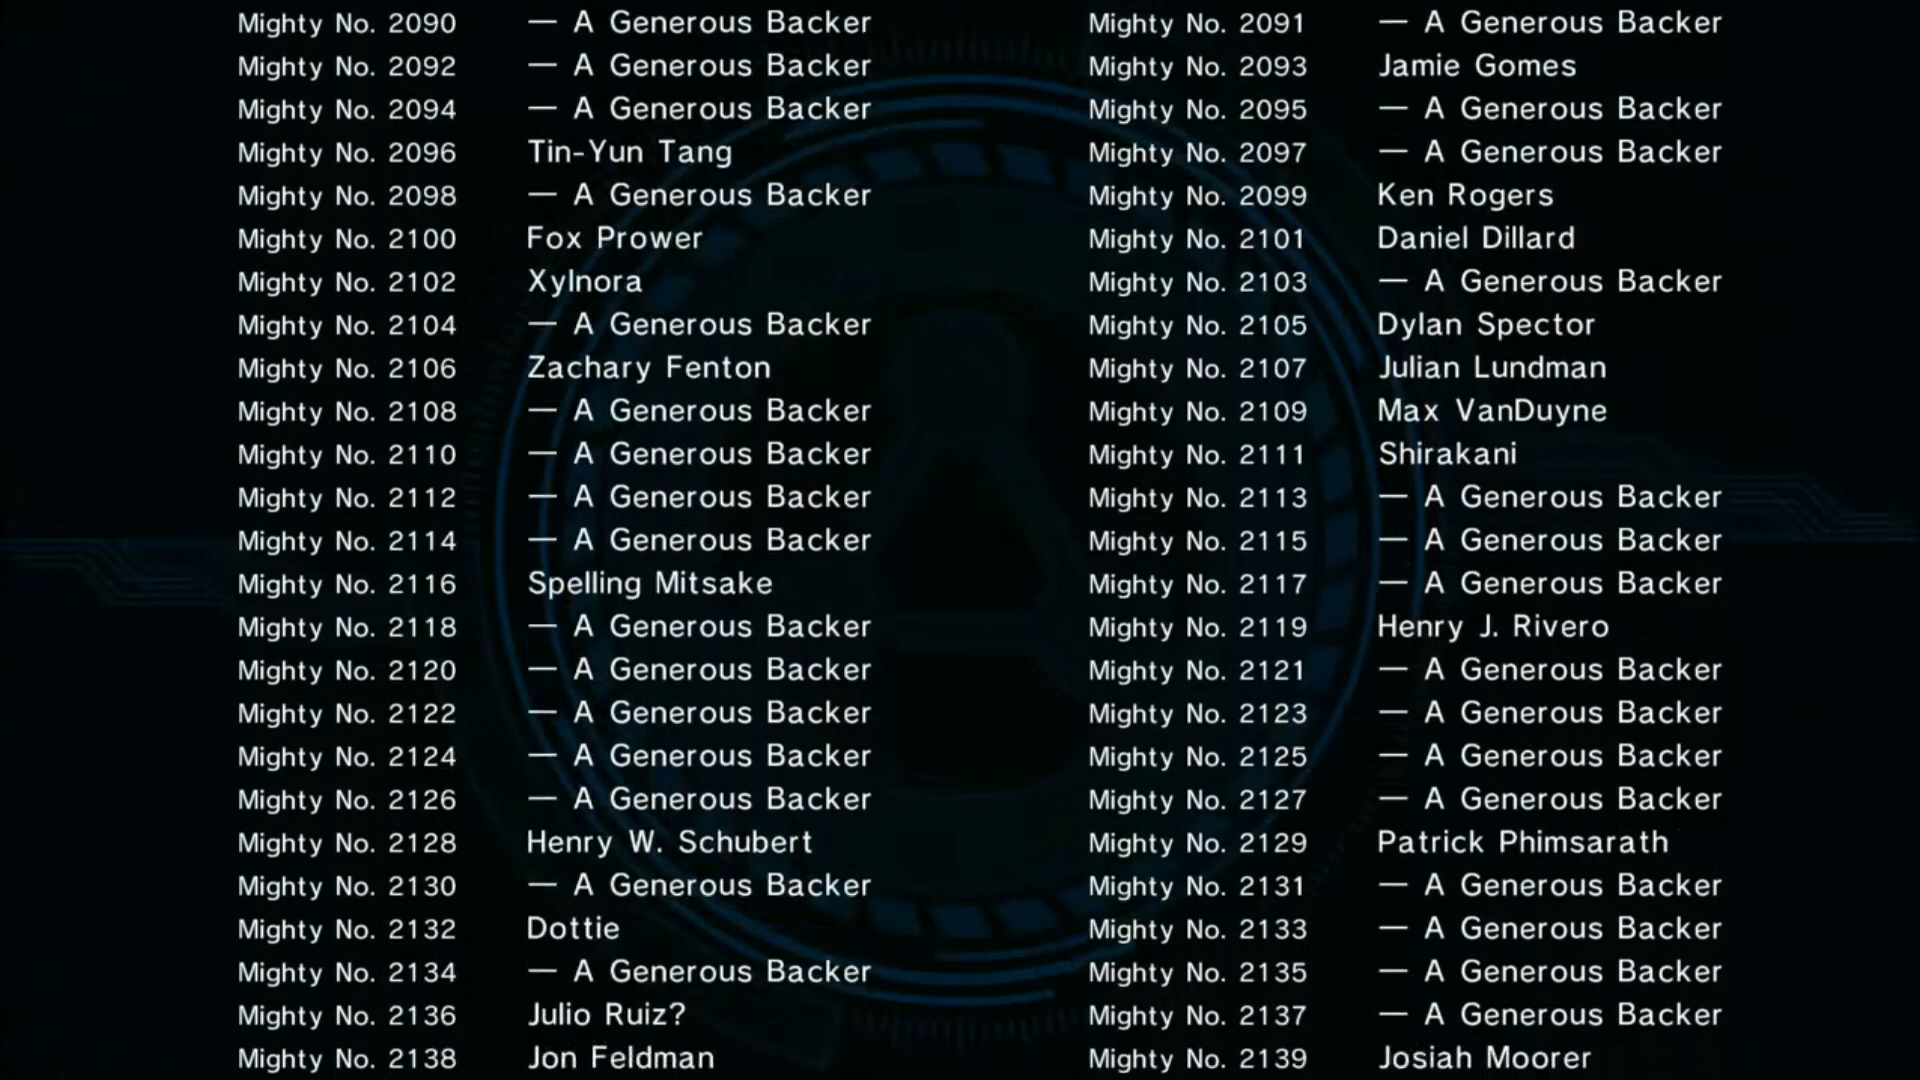 Mighty No. 2090 — A Generous Backer Mighty No. 2091 — A Generous Backer
Mighty No. 2092 — A Generous Backer Mighty No. 2093 Jamie Gomes
Mighty No. 2094 — A Generous Backer Mighty No. 2095 — A Generous Backer
Mighty No. 2096 Tin-Yun Tang Mighty No. 2097 — A Generous Backer
Mighty No. 2098 — A Generous Backer Mighty No. 2099 Ken Rogers
Mighty No. 2100 Fox Prower Mighty No. 2101 Daniel Dillard
Mighty No. 2102 Xylnora Mighty No. 2103 — A Generous Backer
Mighty No. 2104 — A Generous Backer Mighty No. 2105 Dylan Spector
Mighty No. 2106 Zachary Fenton Mighty No. 2107 Julian Lundman
Mighty No. 2108 — A Generous Backer Mighty No. 2109 Max VanDuyne
Mighty No. 2110 — A Generous Backer Mighty No. 2111 Shirakani
Mighty No. 2112 — A Generous Backer Mighty No. 2113 — A Generous Backer
Mighty No. 2114 — A Generous Backer Mighty No. 2115 — A Generous Backer
Mighty No. 2116 Spelling Mitsake Mighty No. 2117 — A Generous Backer
Mighty No. 2118 — A Generous Backer Mighty No. 2119 Henry J. Rivero
Mighty No. 2120 — A Generous Backer Mighty No. 2121 — A Generous Backer
Mighty No. 2122 — A Generous Backer Mighty No. 2123 — A Generous Backer
Mighty No. 2124 — A Generous Backer Mighty No. 2125 — A Generous Backer
Mighty No. 2126 — A Generous Backer Mighty No. 2127 — A Generous Backer
Mighty No. 2128 Henry W. Schubert Mighty No. 2129 Patrick Phimsarath
Mighty No. 2130 — A Generous Backer Mighty No. 2131 — A Generous Backer
Mighty No. 2132 Dottie Mighty No. 2133 — A Generous Backer
Mighty No. 2134 — A Generous Backer Mighty No. 2135 — A Generous Backer
Mighty No. 2136 Julio Ruiz? Mighty No. 2137 — A Generous Backer
Mighty No. 2138 Jon Feldman Mighty No. 2139 Josiah Moorer